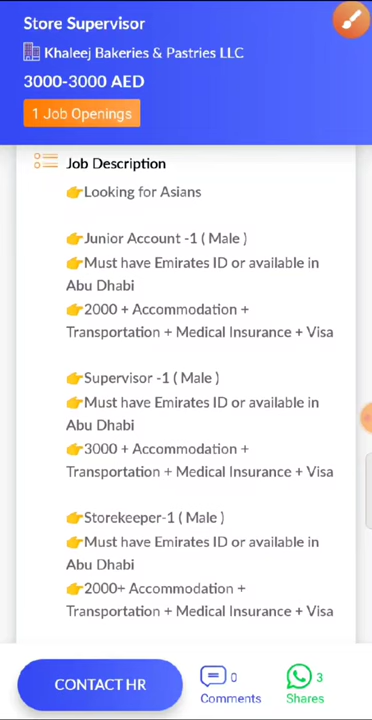 Store Supervisor
Khaleej Bakeries & Pastries LLC
3000-3000 AED
1 Job Openings
Job Description
👉Looking for Asians
👉Junior Account -1 ( Male )
👉Must have Emirates ID or available in
Abu Dhabi
👉2000 + Accommodation +
Transportation + Medical Insurance + Visa
👉Supervisor -1 ( Male )
👉Must have Emirates ID or available in
Abu Dhabi
👉3000 + Accommodation +
Transportation + Medical Insurance + Visa
👉Storekeeper-1 ( Male )
👉Must have Emirates ID or available in
Abu Dhabi
👉2000+ Accommodation +
Transportation + Medical Insurance + Visa
CONTACT HR
0
Comments
3
Shares